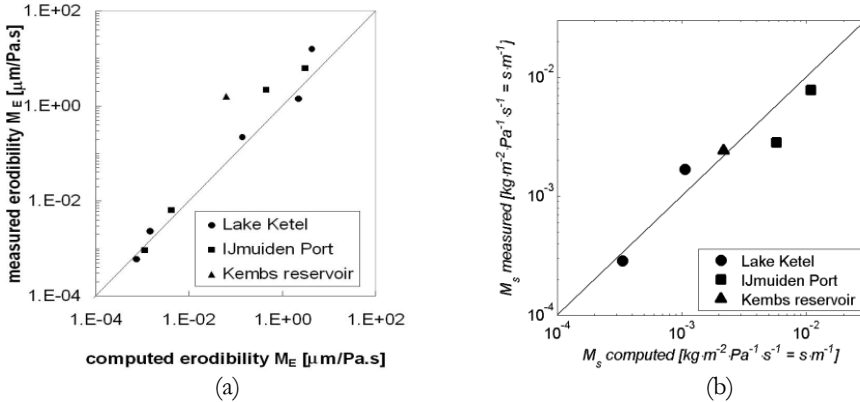 measured erodibility M_E [µm/Pa.s]
1.E+02
1.E+00
1.E-02
1.E-04
1.E-04
1.E-02
1.E+00
1.E+02
Lake Ketel
IJmuiden Port
Kembs reservoir
computed erodibility M_E [µm/Pa.s]
(a)
M_s measured [kg·m⁻²·Pa⁻¹·s⁻¹ = s·m⁻¹]
10⁻²
10⁻³
10⁻⁴
10⁻⁴
10⁻³
10⁻²
Lake Ketel
IJmuiden Port
Kembs reservoir
M_s computed [kg·m⁻²·Pa⁻¹·s⁻¹ = s·m⁻¹]
(b)